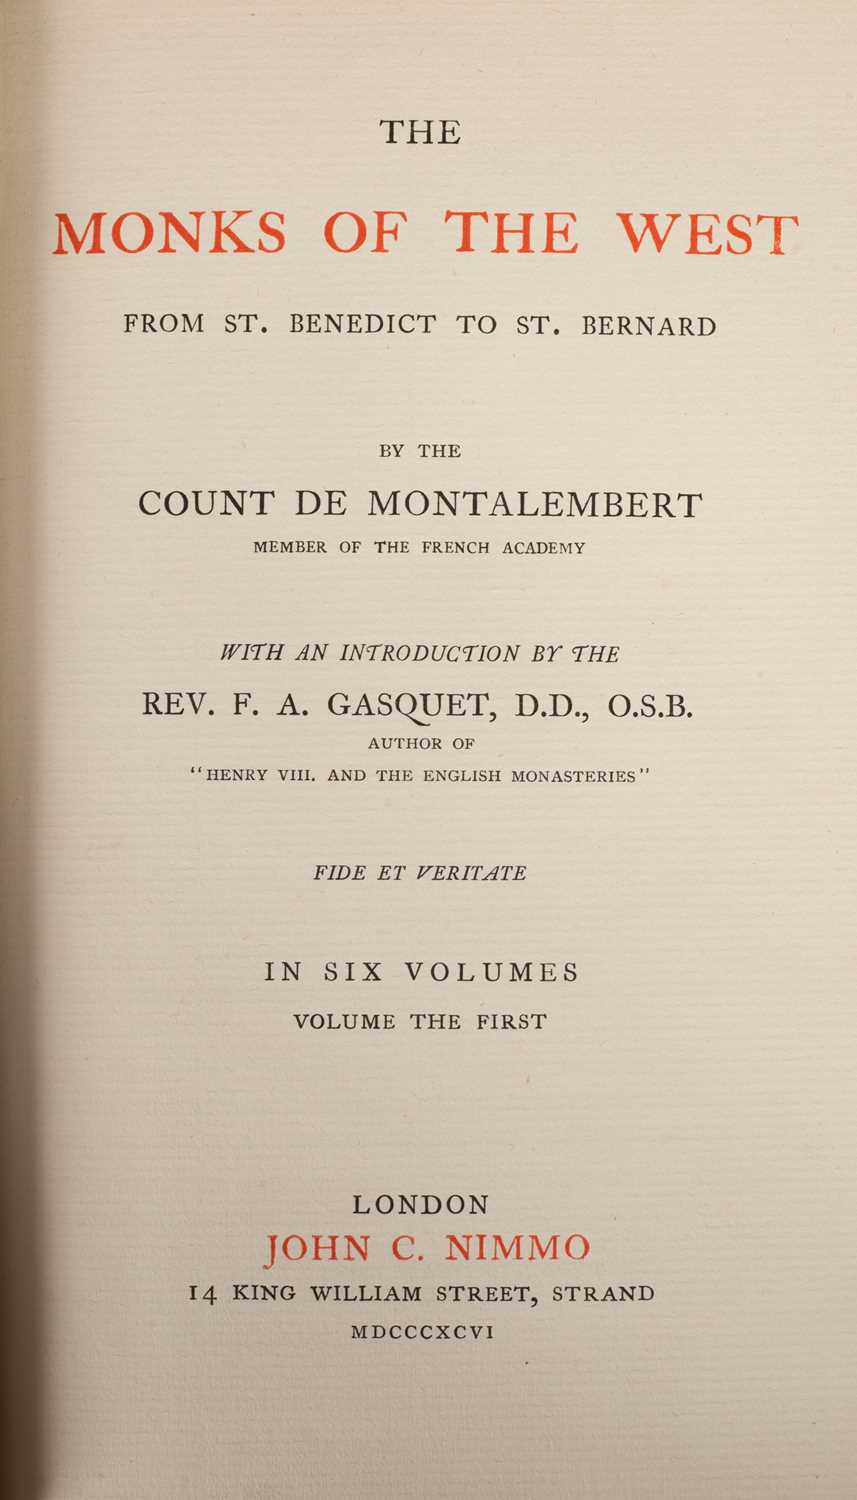 THE
MONKS OF THE WEST
FROM ST. BENEDICT TO ST. BERNARD
BY THE
COUNT DE MONTALEMBERT
MEMBER OF THE FRENCH ACADEMY
WITH AN INTRODUCTION BY THE
REV. F. A. GASQUET, D.D., O.S.B.
AUTHOR OF
"HENRY VIII. AND THE ENGLISH MONASTERIES"
FIDE ET VERITATE
IN SIX VOLUMES
VOLUME THE FIRST
LONDON
JOHN C. NIMMO
14 KING WILLIAM STREET, STRAND
MDCCCXCVI